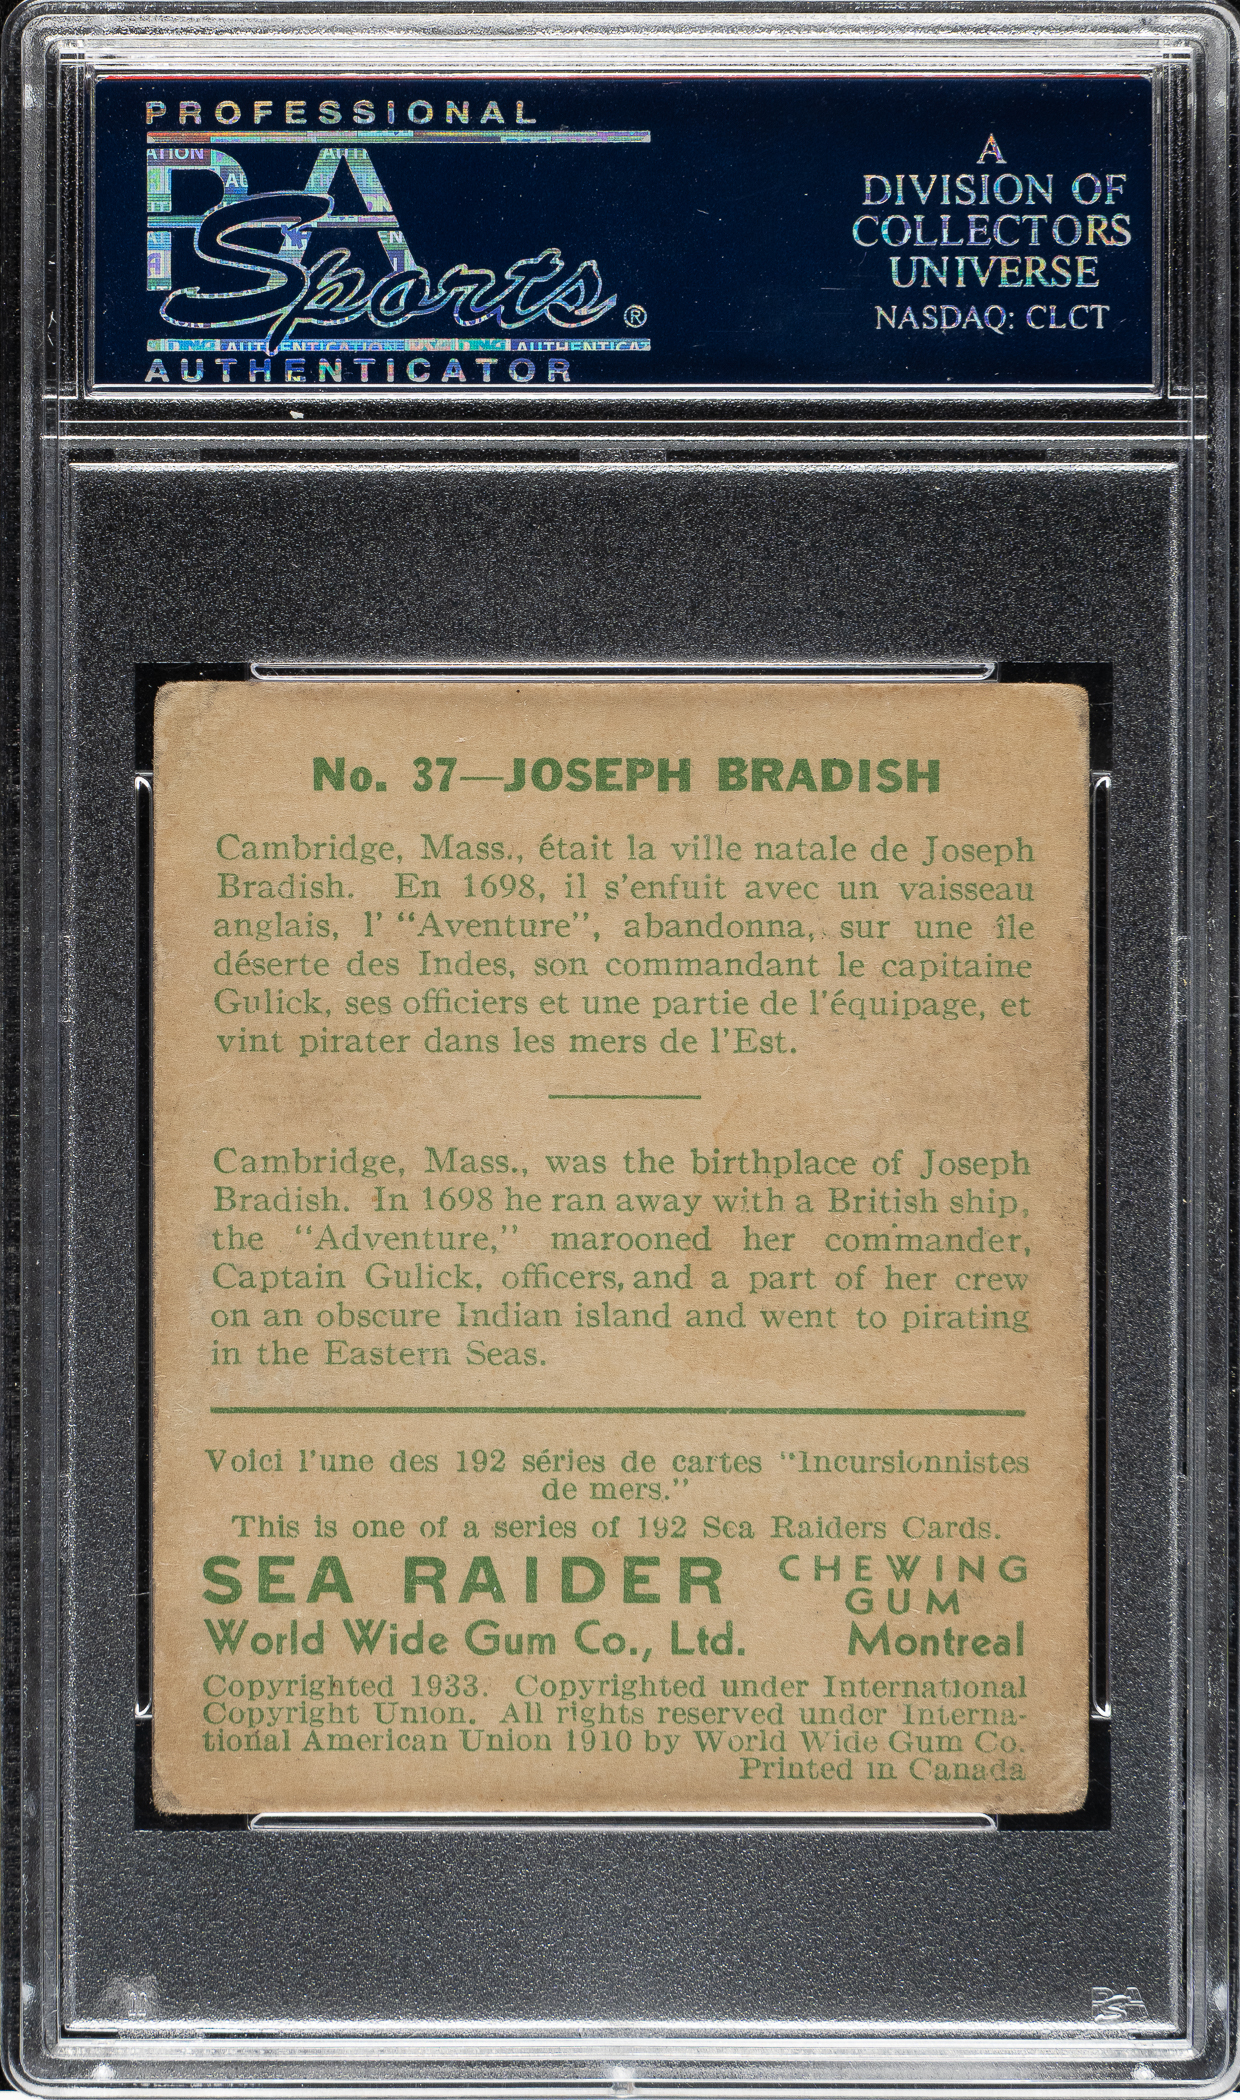 PROFESSIONAL
PSA
Sports®
AUTHENTICATOR
A
DIVISION OF
COLLECTORS
UNIVERSE
NASDAQ: CLCT
No. 37—JOSEPH BRADISH
Cambridge, Mass., était la ville natale de Joseph
Bradish. En 1698, il s'enfuit avec un vaisseau
anglais, l' "Aventure", abandonna, sur une île
déserte des Indes, son commandant le capitaine
Gulick, ses officiers et une partie de l'équipage, et
vint pirater dans les mers de l'Est.
Cambridge, Mass., was the birthplace of Joseph
Bradish. In 1698 he ran away with a British ship,
the "Adventure," marooned her commander,
Captain Gulick, officers, and a part of her crew
on an obscure Indian island and went to pirating
in the Eastern Seas.
Voici l'une des 192 séries de cartes "Incursionnistes
de mers."
This is one of a series of 192 Sea Raiders Cards.
SEA RAIDER CHEWING
GUM
World Wide Gum Co., Ltd. Montreal
Copyrighted 1933. Copyrighted under International
Copyright Union. All rights reserved under Interna-
tional American Union 1910 by World Wide Gum Co.
Printed in Canada
PSA